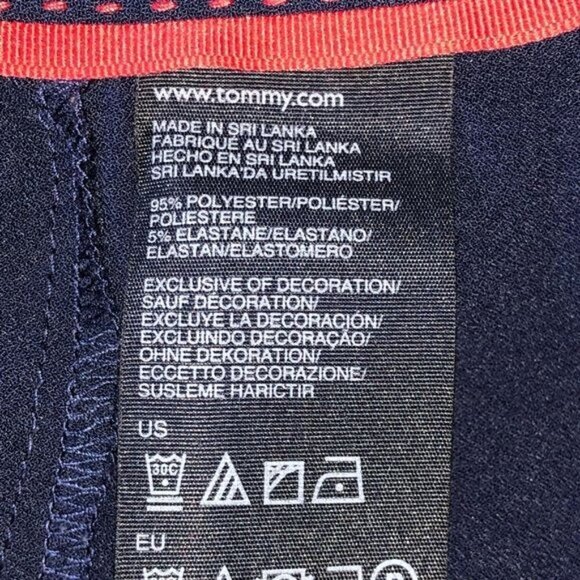 www.tommy.com
MADE IN SRI LANKA
FABRIQUÉ AU SRI LANKA
HECHO EN SRI LANKA
SRI LANKA'DA URETILMISTIR
95% POLYESTER/POLIÉSTER/
POLIESTERE
5% ELASTANE/ELASTANO/
ELASTAN/ELASTOMERO
EXCLUSIVE OF DECORATION/
SAUF DÉCORATION/
EXCLUYE LA DECORACIÓN/
EXCLUINDO DECORAÇÃO/
OHNE DEKORATION/
ECCETTO DECORAZIONE/
SUSLEME HARICTIR
US
30C
EU